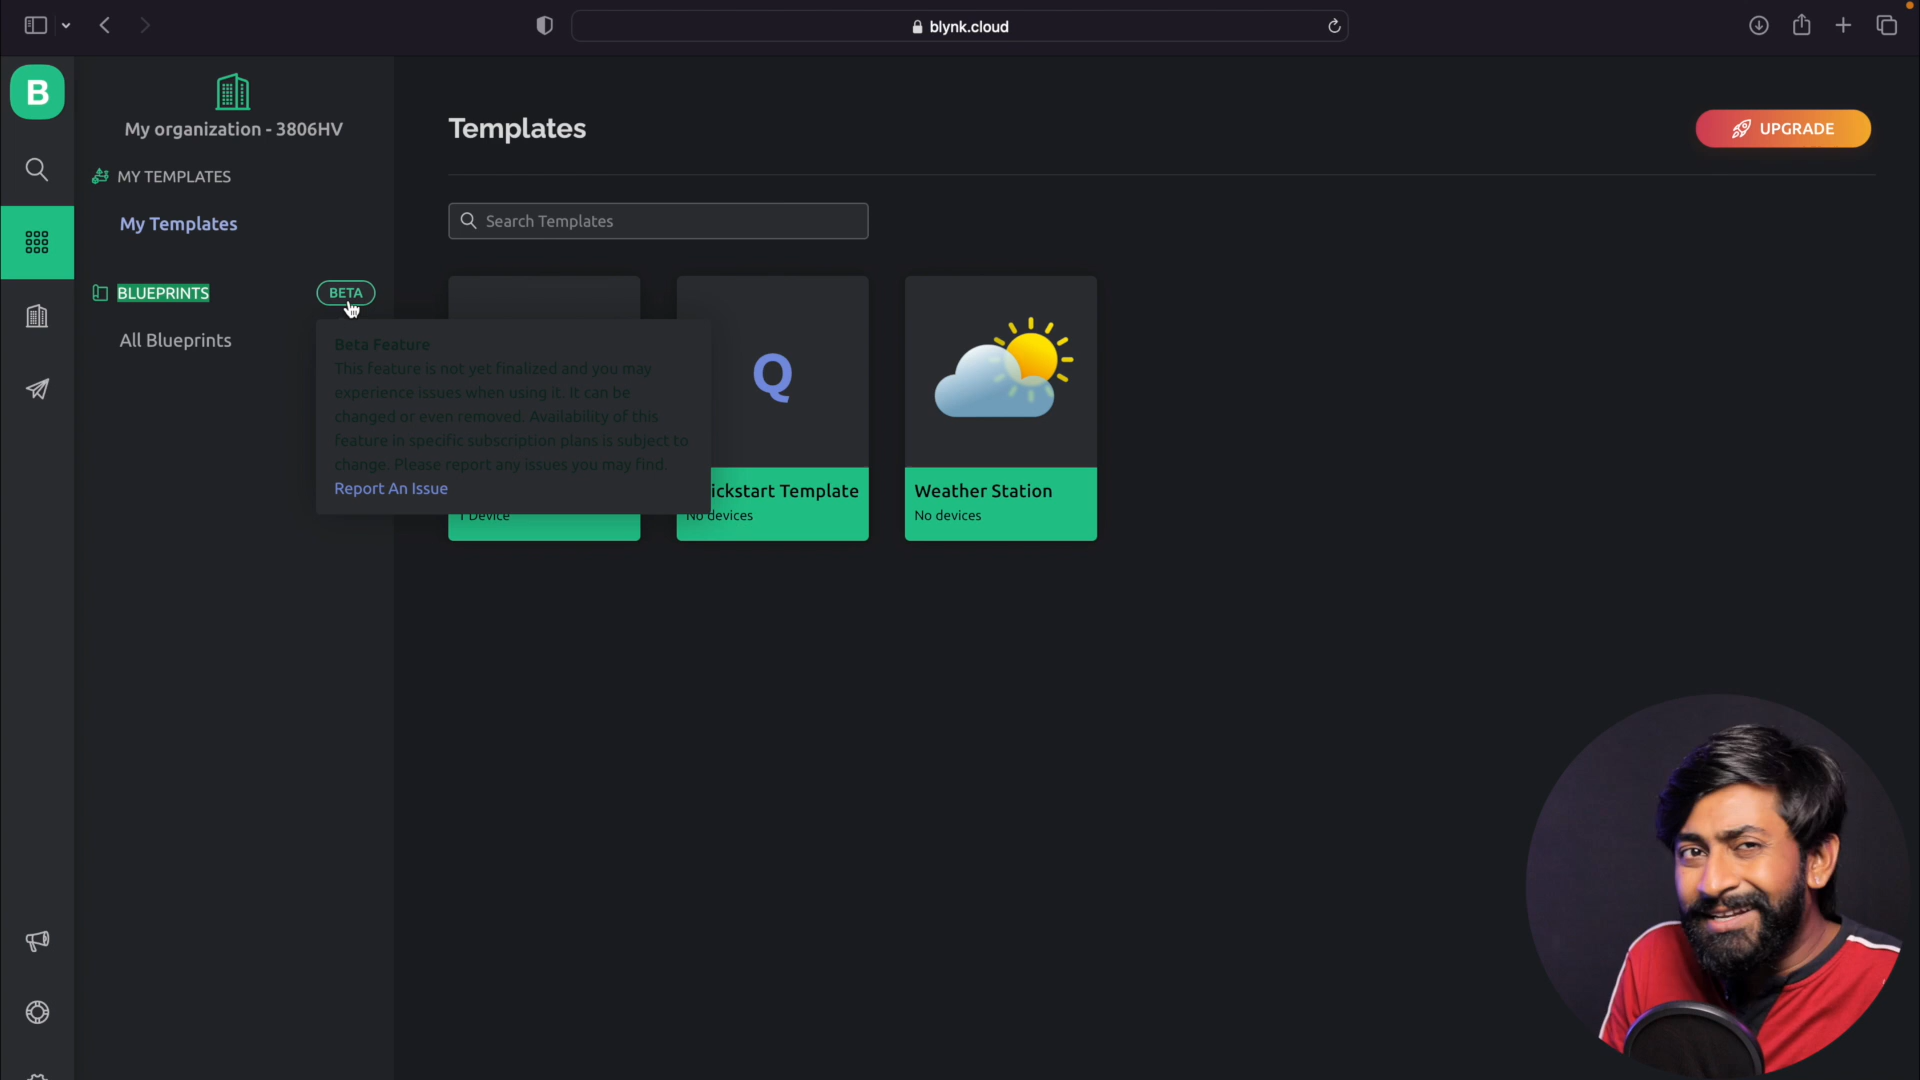 blynk.cloud
B
My organization - 3806HV
MY TEMPLATES
My Templates
BLUEPRINTS
BETA
All Blueprints
Templates
UPGRADE
Search Templates
Beta Feature
This feature is not yet finalized and you may
experience issues when using it. It can be
changed or even removed. Availability of this
feature in specific subscription plans is subject to
change. Please report any issues you may find.
Report An Issue
1 Device
Q
ickstart Template
No devices
Weather Station
No devices